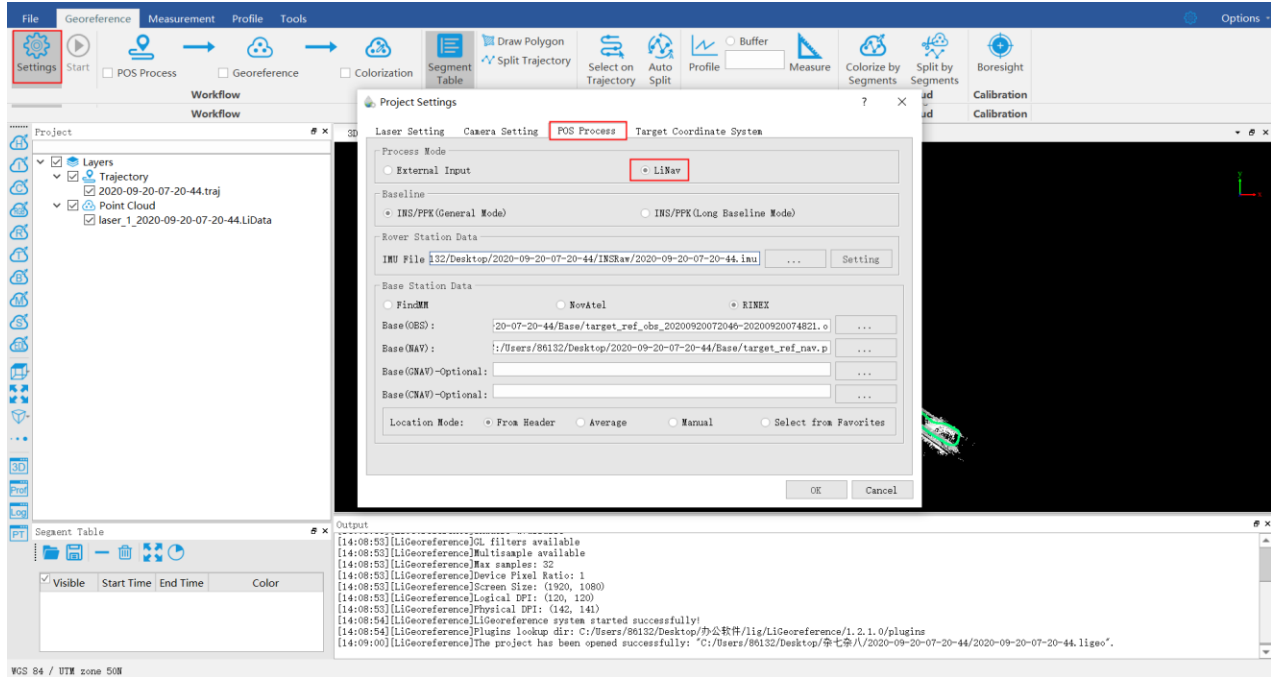 File Georeference Measurement Profile Tools Options
Settings Start POS Process Georeference Colorization Segment Table Draw Polygon Split Trajectory Select on Trajectory Auto Split Profile Buffer Measure Colorize by Segments Split by Segments Boresight
Workflow ud Calibration
Workflow ud Calibration
Project 3D
Layers
Trajectory
2020-09-20-07-20-44.traj
Point Cloud
laser_1_2020-09-20-07-20-44.LiData
Project Settings ? ×
Laser Setting Camera Setting POS Process Target Coordinate System
Process Mode
External Input LiNav
Baseline
INS/PPK(General Mode) INS/PPK(Long Baseline Mode)
Rover Station Data
IMU File 132/Desktop/2020-09-20-07-20-44/INSRaw/2020-09-20-07-20-44.imu ... Setting
Base Station Data
FindMM NovAtel RINEX
Base(OBS): -20-07-20-44/Base/target_ref_obs_20200920072046-20200920074821.o ...
Base(NAV): :/Users/86132/Desktop/2020-09-20-07-20-44/Base/target_ref_nav.p ...
Base(GNAV)-Optional: ...
Base(CNAV)-Optional: ...
Location Mode: From Header Average Manual Select from Favorites
OK Cancel
3D
Prof
Log
PT
Segment Table
Visible Start Time End Time Color
Output
[14:08:53][LiGeoreference]GL filters available
[14:08:53][LiGeoreference]Multisample available
[14:08:53][LiGeoreference]Max samples: 32
[14:08:53][LiGeoreference]Device Pixel Ratio: 1
[14:08:53][LiGeoreference]Screen Size: (1920, 1080)
[14:08:53][LiGeoreference]Logical DPI: (120, 120)
[14:08:53][LiGeoreference]Physical DPI: (142, 141)
[14:08:54][LiGeoreference]LiGeoreference system started successfully!
[14:08:54][LiGeoreference]Plugins lookup dir: C:/Users/86132/Desktop/办公软件/lig/LiGeoreference/1.2.1.0/plugins
[14:09:00][LiGeoreference]The project has been opened successfully: "C:/Users/86132/Desktop/杂七杂八/2020-09-20-07-20-44/2020-09-20-07-20-44.ligeo".
WGS 84 / UTM zone 50N